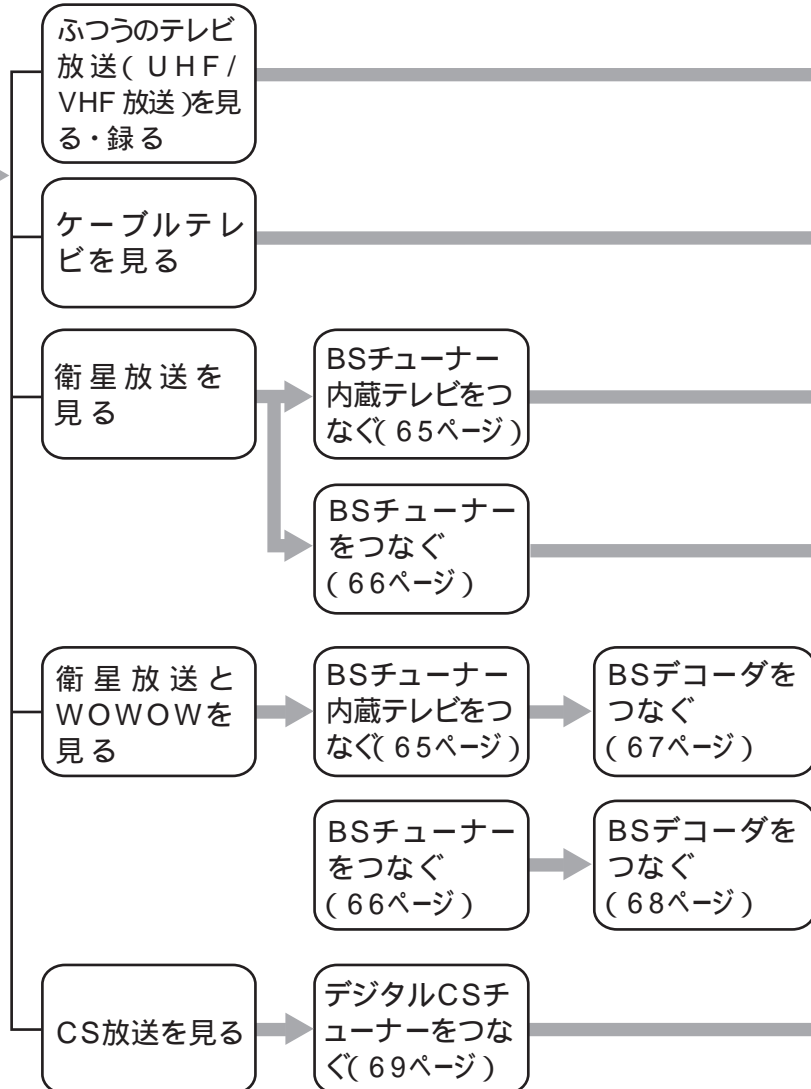 ふつうのテレビ
放送(UHF/
VHF放送)を見
る・録る
ケーブルテレ
ビを見る
衛星放送を
見る
BSチューナー
内蔵テレビをつ
なぐ(65ページ)
BSチューナー
をつなぐ
(66ページ)
衛星放送と
WOWOWを
見る
BSチューナー
内蔵テレビをつ
なぐ(65ページ)
BSデコーダを
つなぐ
(67ページ)
BSチューナー
をつなぐ
(66ページ)
BSデコーダを
つなぐ
(68ページ)
CS放送を見る
デジタルCSチ
ューナーをつな
ぐ(69ページ)